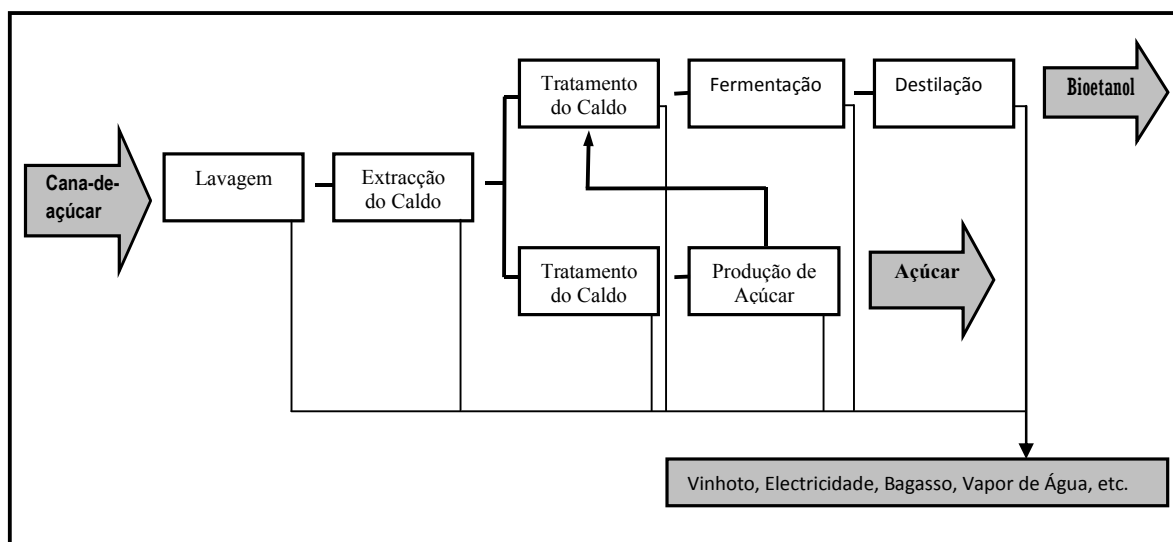 Tratamento
do Caldo
Fermentação
Destilação
Bioetanol
Cana-de-
açúcar
Lavagem
Extracção
do Caldo
Tratamento
do Caldo
Produção de
Açúcar
Açúcar
Vinhoto, Electricidade, Bagasso, Vapor de Água, etc.